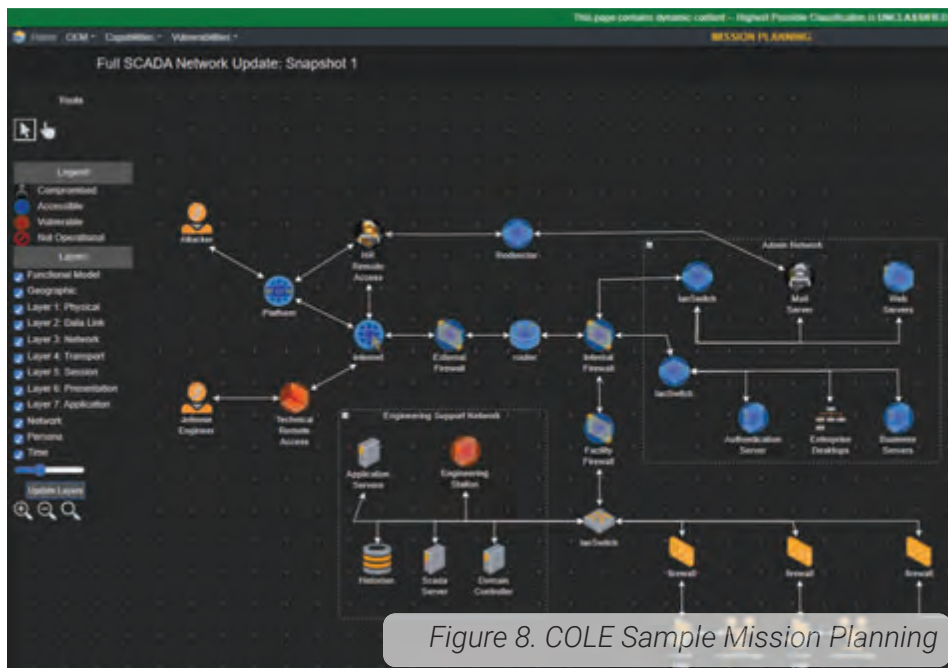 This page contains dynamic content -- Highest Possible Classification is UNCLASSIFIED
Home OEM Capabilities Vulnerabilities
MISSION PLANNING
Full SCADA Network Update: Snapshot 1
Tools
Legend:
Compromised
Accessible
Vulnerable
Not Operational
Layers:
Functional Model
Geographic
Layer 1: Physical
Layer 2: Data Link
Layer 3: Network
Layer 4: Transport
Layer 5: Session
Layer 6: Presentation
Layer 7: Application
Network
Persona
Time
Update Layers
Attacker
Platform
HR
Remote
Access
Redirector
Internet
External
Firewall
router
Internal
Firewall
Admin Network
lanSwitch
Mail
Server
Web
Servers
lanSwitch
Authentication
Server
Enterprise
Desktops
Business
Servers
Engineer
Technical
Remote
Access
Engineering Support Network
Application
Servers
Engineering
Station
Facility
Firewall
Historian
Scada
Server
Domain
Controller
lanSwitch
firewall
firewall
firewall
Figure 8. COLE Sample Mission Planning